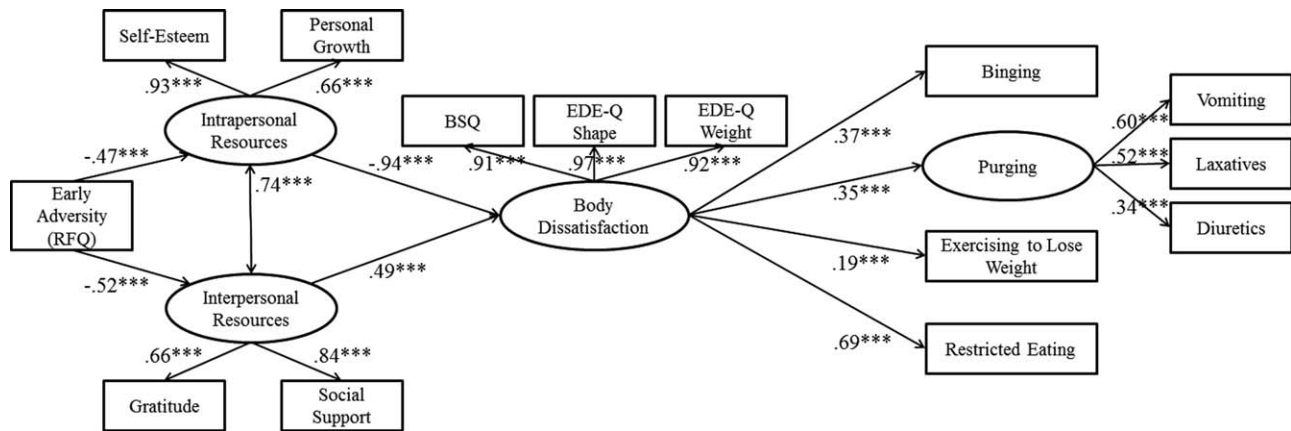 Self-Esteem
Personal
Growth
.93***
.66***
Intrapersonal
Resources
-.47***
Early
Adversity
(RFQ)
.74***
-.52***
Interpersonal
Resources
.66***
.84***
Gratitude
Social
Support
-.94***
.49***
BSQ
EDE-Q
Shape
EDE-Q
Weight
.91***
.97***
.92***
Body
Dissatisfaction
.37***
.35***
.19***
.69***
Binging
Purging
Exercising to Lose
Weight
Restricted Eating
.60***
.52***
.34***
Vomiting
Laxatives
Diuretics